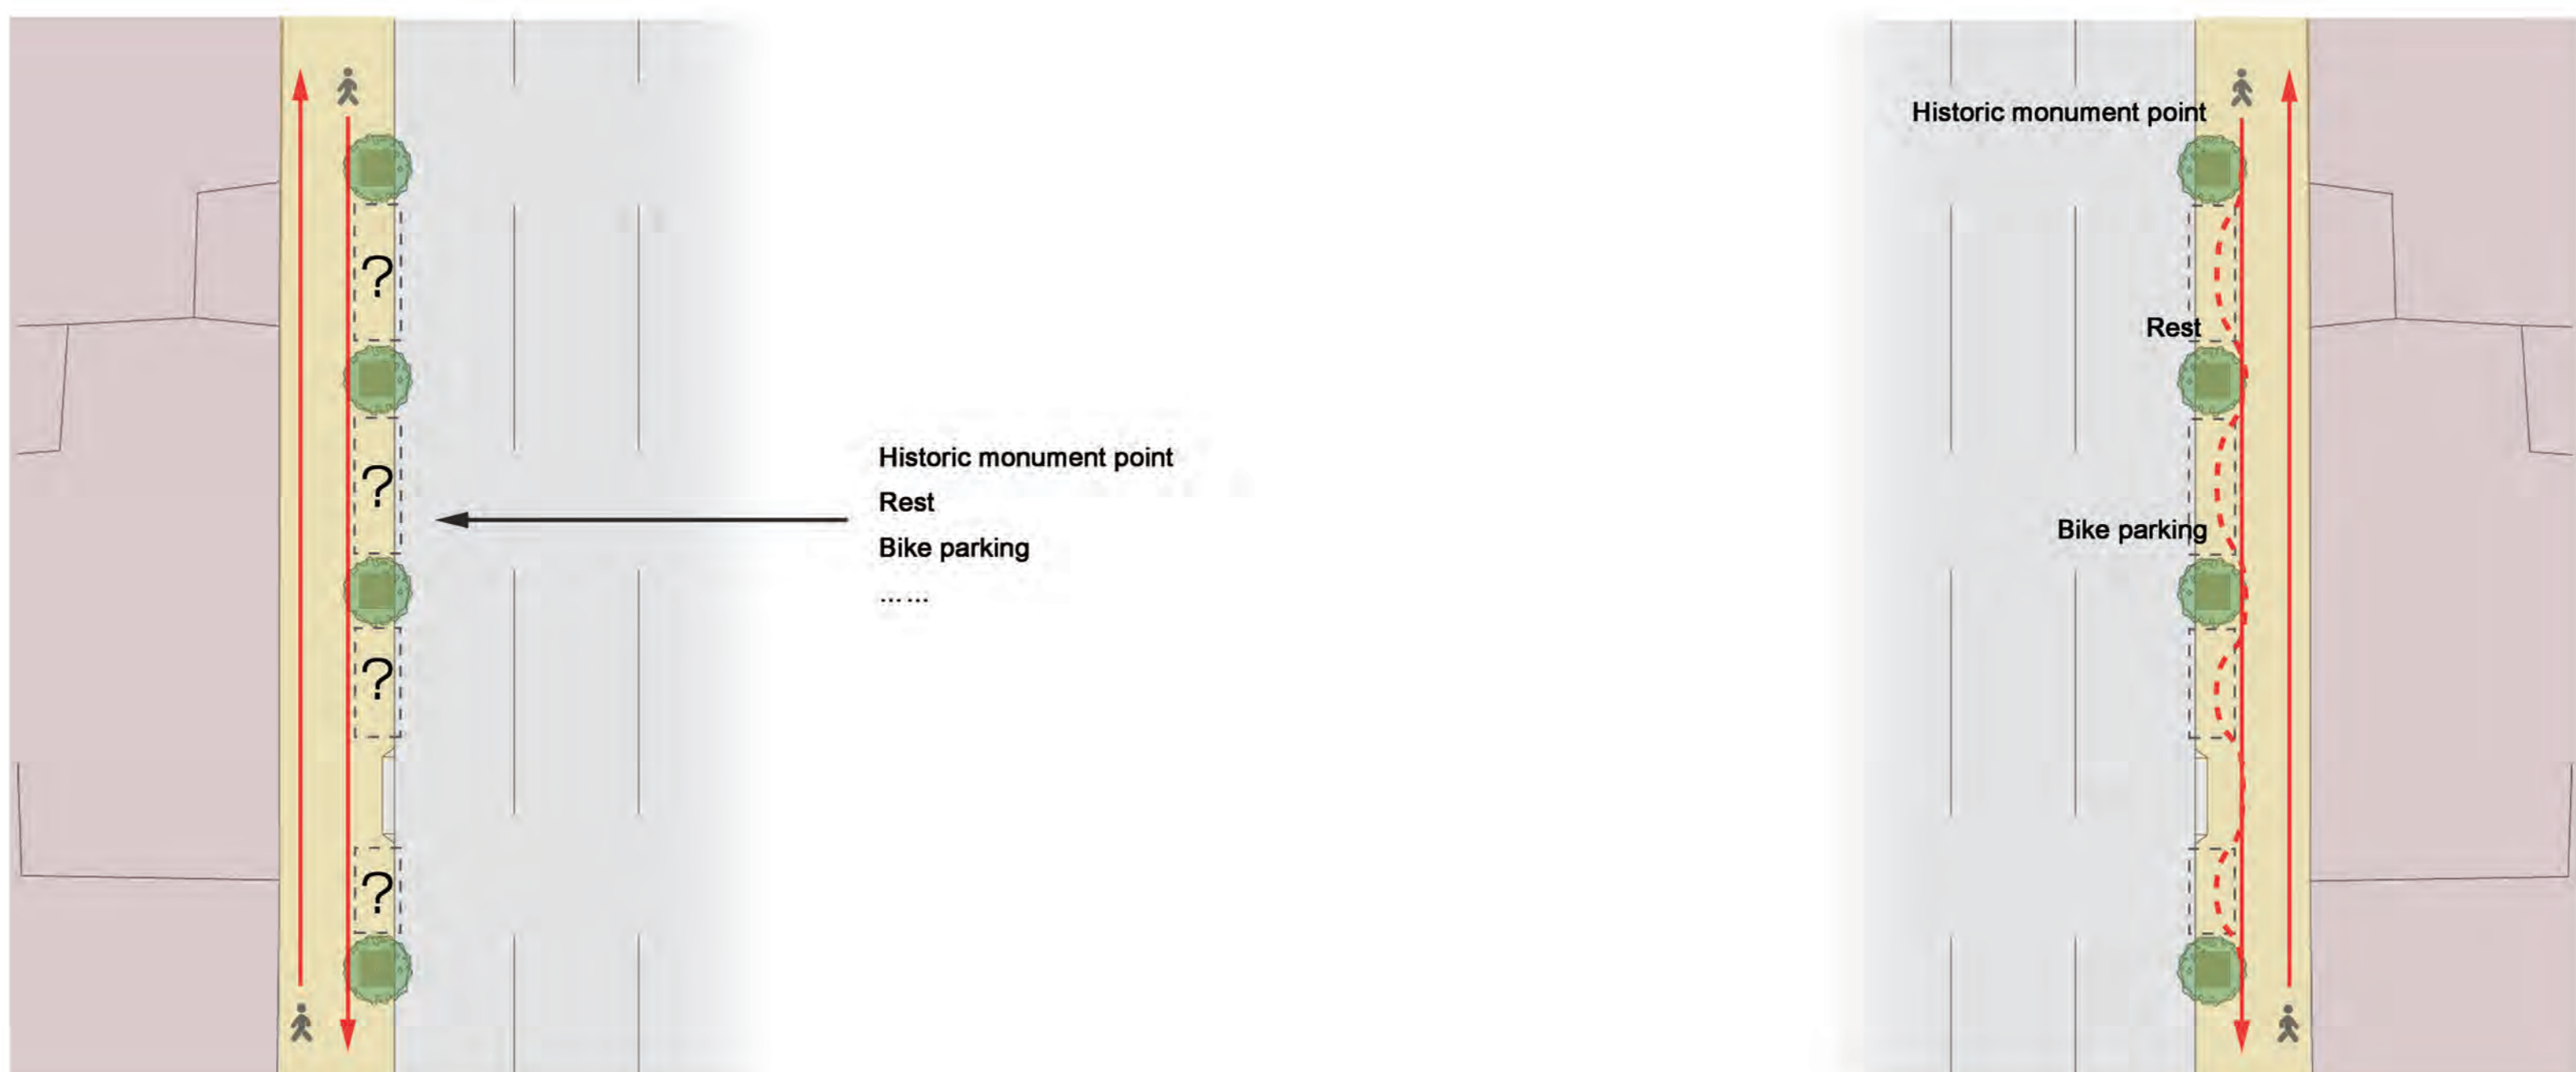 ?
?
?
?
Historic monument point
Rest
Bike parking
......
Historic monument point
Rest
Bike parking